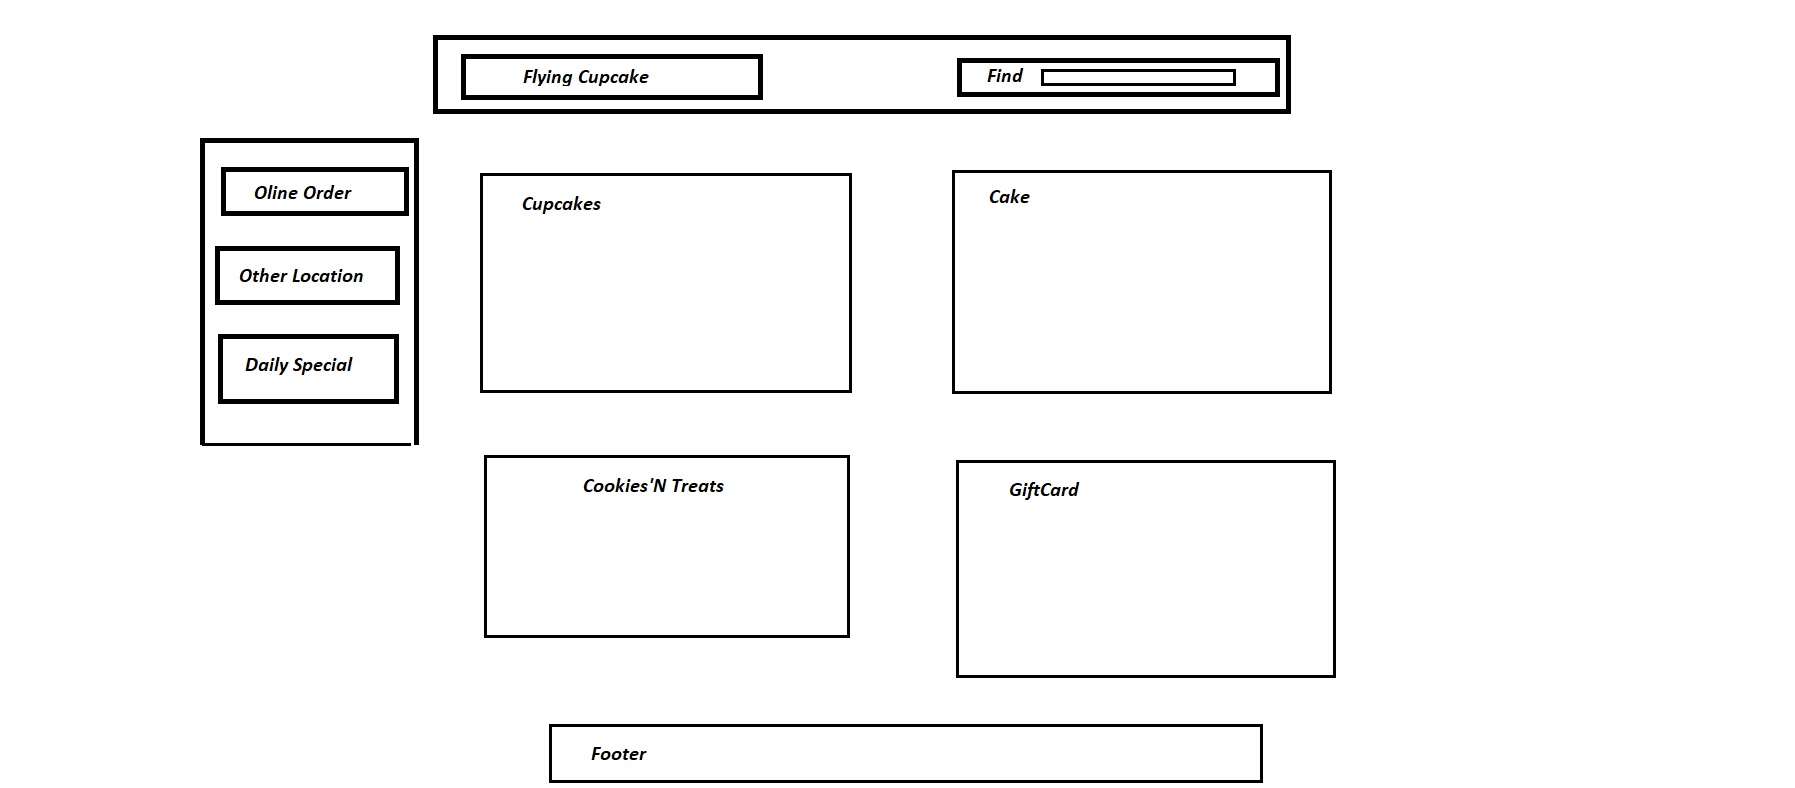 Flying Cupcake
Find
Oline Order
Other Location
Daily Special
Cupcakes
Cake
Cookies'N Treats
GiftCard
Footer